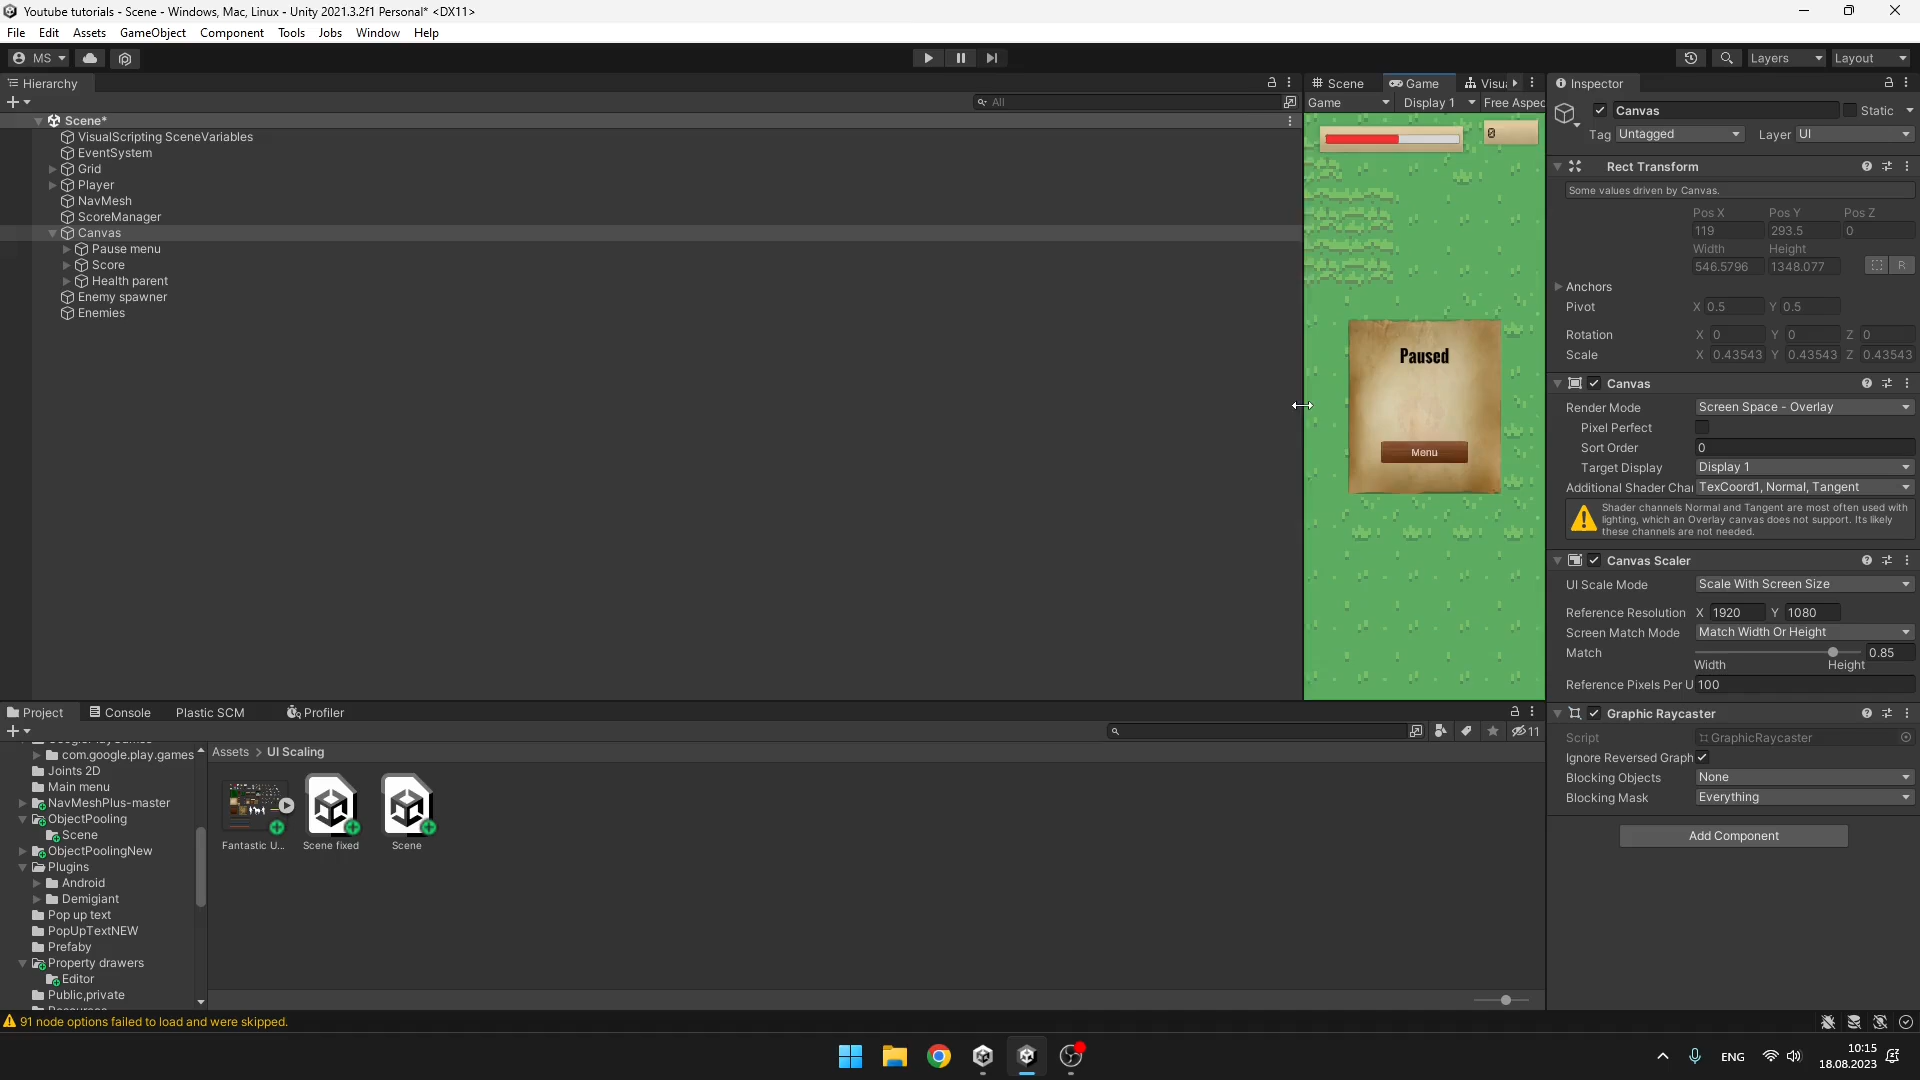 Youtube tutorials - Scene - Windows, Mac, Linux - Unity 2021.3.2f1 Personal* <DX11>
File Edit Assets GameObject Component Tools Jobs Window Help
MS Layers Layout
Hierarchy
All
Scene*
VisualScripting SceneVariables
EventSystem
Grid
Player
NavMesh
ScoreManager
Canvas
Pause menu
Score
Health parent
Enemy spawner
Enemies
Scene Game Visu
Game Display 1 Free Aspec
0
Paused
Menu
Inspector
Canvas Static
Tag Untagged Layer UI
Rect Transform
Some values driven by Canvas.
Pos X Pos Y Pos Z
119 293.5 0
Width Height
546.5796 1348.077 R
Anchors
Pivot X 0.5 Y 0.5
Rotation X 0 Y 0 Z 0
Scale X 0.43543 Y 0.43543 Z 0.43543
Canvas
Render Mode Screen Space - Overlay
Pixel Perfect
Sort Order 0
Target Display Display 1
Additional Shader Chai TexCoord1, Normal, Tangent
Shader channels Normal and Tangent are most often used with
lighting, which an Overlay canvas does not support. Its likely
these channels are not needed.
Canvas Scaler
UI Scale Mode Scale With Screen Size
Reference Resolution X 1920 Y 1080
Screen Match Mode Match Width Or Height
Match 0.85
Width Height
Reference Pixels Per U 100
Graphic Raycaster
Script GraphicRaycaster
Ignore Reversed Graph
Blocking Objects None
Blocking Mask Everything
Add Component
Project Console Plastic SCM Profiler
11
com.google.play.games
Joints 2D
Main menu
NavMeshPlus-master
ObjectPooling
Scene
ObjectPoolingNew
Plugins
Android
Demigiant
Pop up text
PopUpTextNEW
Prefaby
Property drawers
Editor
Public,private
Assets > UI Scaling
Fantastic U... Scene fixed Scene
91 node options failed to load and were skipped.
ENG 10:15
18.08.2023